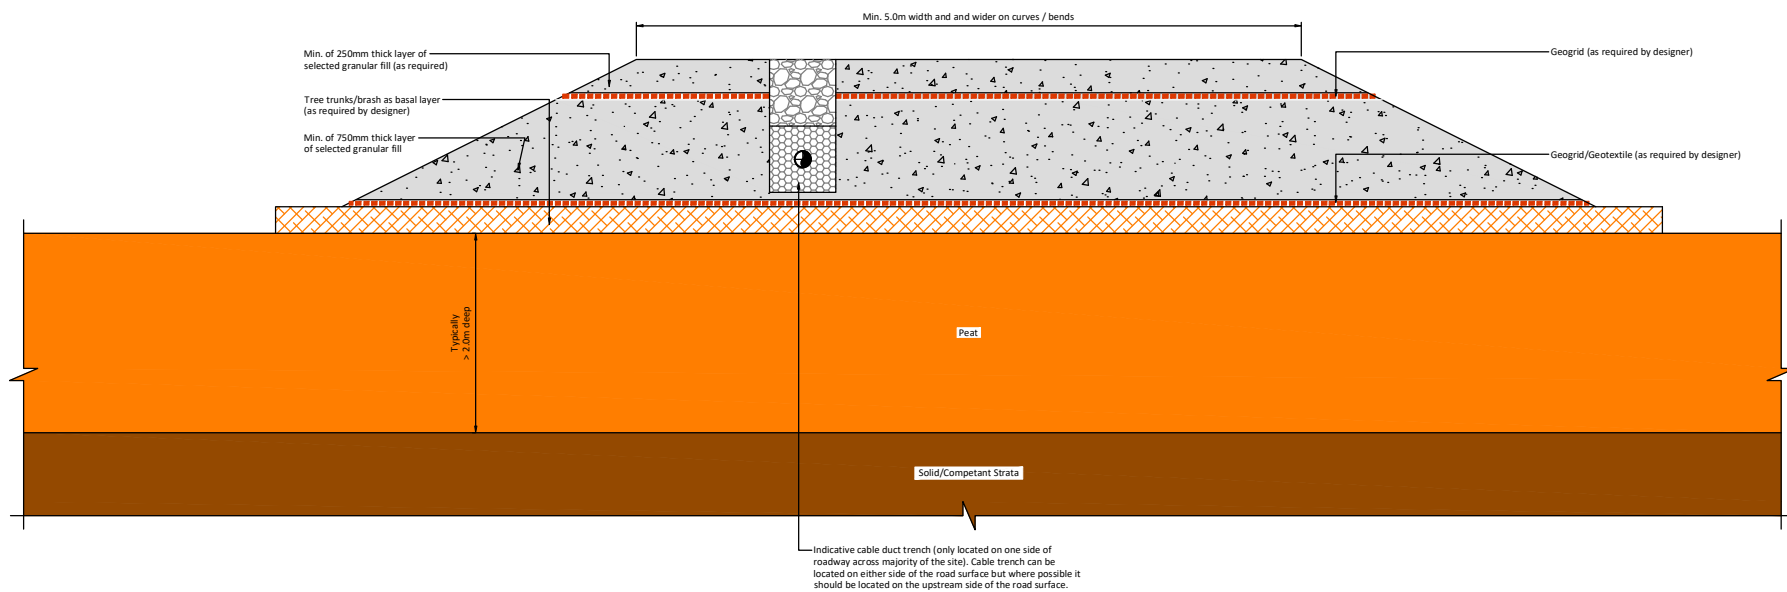 Min. 5.0m width and and wider on curves / bends
Min. of 250mm thick layer of
selected granular fill (as required)
Geogrid (as required by designer)
Tree trunks/brash as basal layer
(as required by designer)
Min. of 750mm thick layer
of selected granular fill
Geogrid/Geotextile (as required by designer)
Typically
> 2.0m deep
Peat
Solid/Competant Strata
Indicative cable duct trench (only located on one side of
roadway across majority of the site). Cable trench can be
located on either side of the road surface but where possible it
should be located on the upstream side of the road surface.